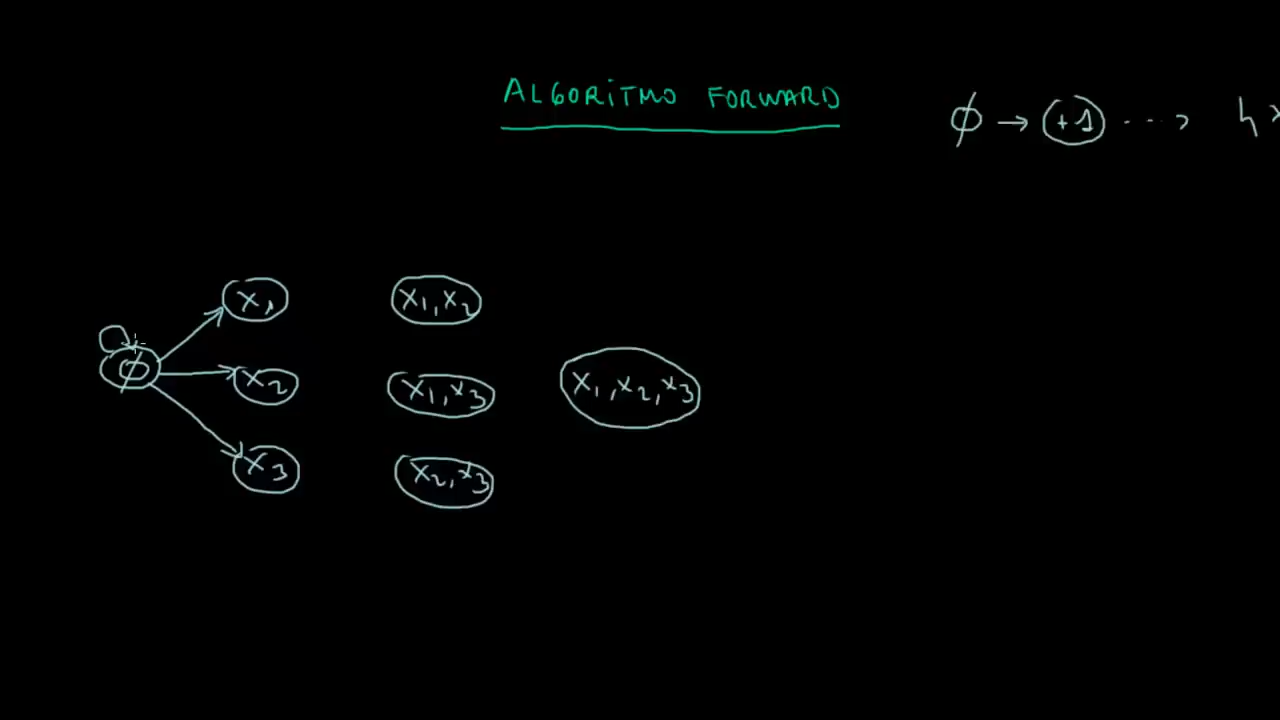 ALGORITMO FORWARD
∅ → +1 ····>
x1
x1, x2
∅
x2
x1, x3
x1, x2, x3
x3
x2, x3